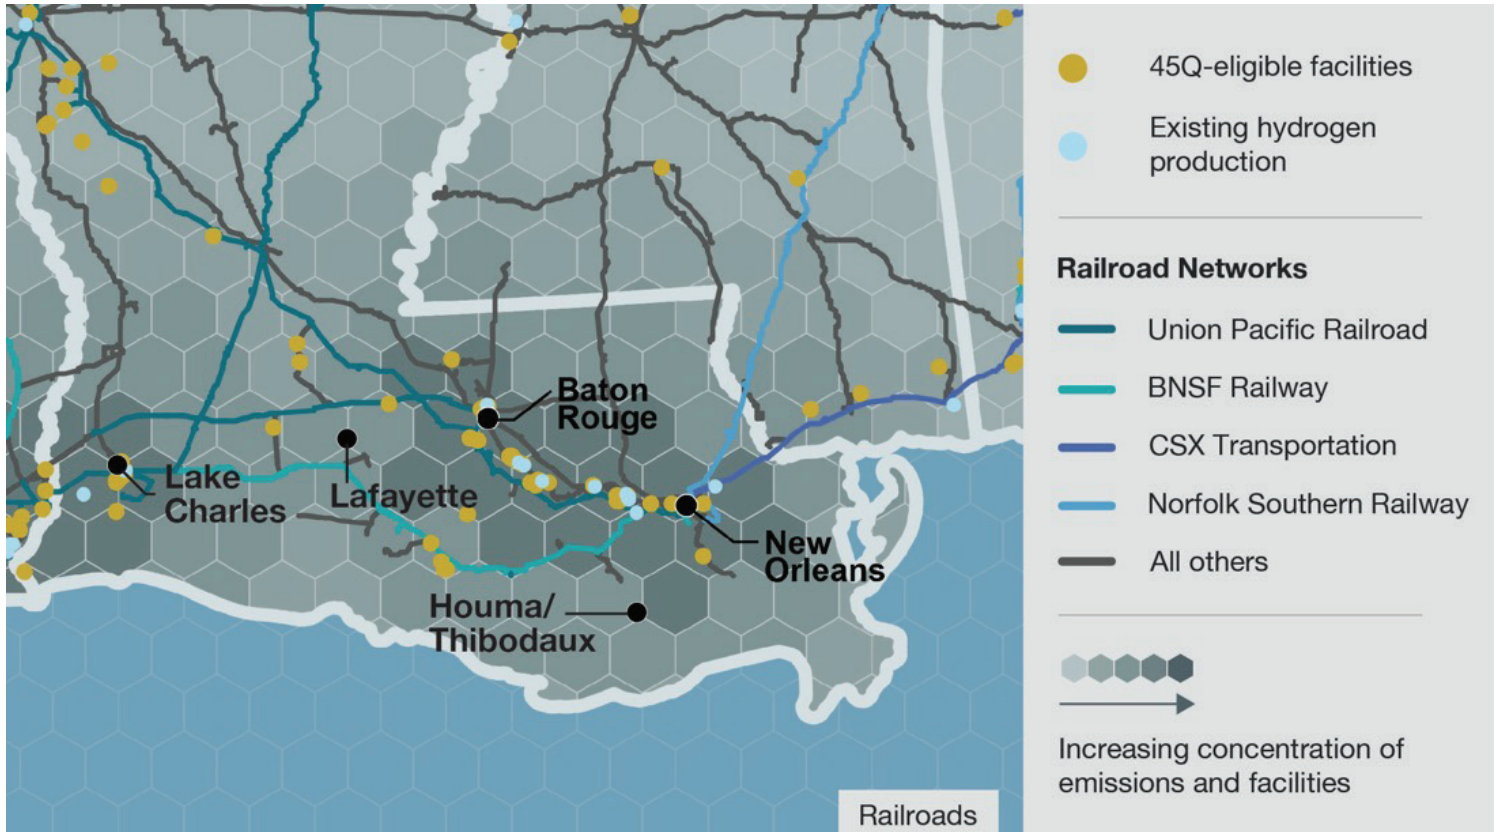 Baton
Rouge
Lake
Charles
Lafayette
New
Orleans
Houma/
Thibodaux
Railroads
45Q-eligible facilities
Existing hydrogen
production
Railroad Networks
Union Pacific Railroad
BNSF Railway
CSX Transportation
Norfolk Southern Railway
All others
Increasing concentration of
emissions and facilities